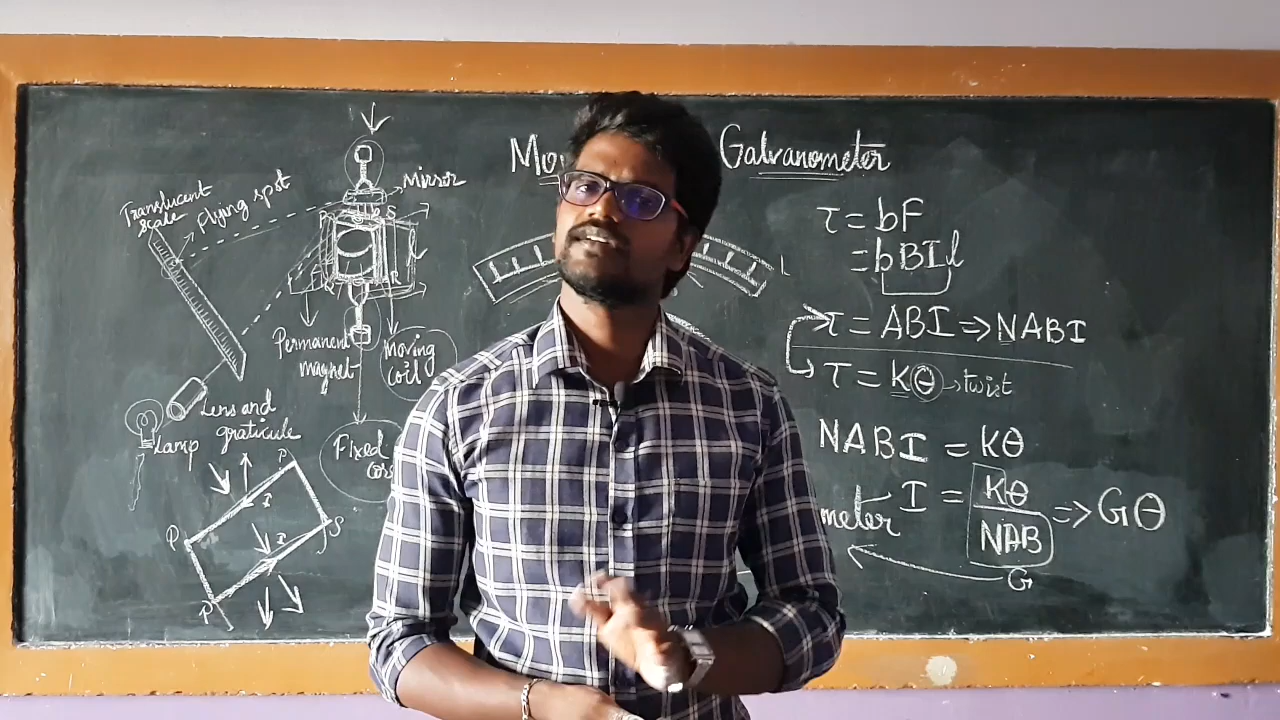 Mo Galvanometer
Mirror
Translucent
scale
Flying spot
S
l
R
Permanent
magnet
Moving
coil
Lens and
graticule
Lamp
Fixed
P
I
S
P
I
τ = bF
= bBIl
τ = ABI => NABI
τ = Kθ → twist
NABI = Kθ
meter
I = Kθ
NAB
=> Gθ
G